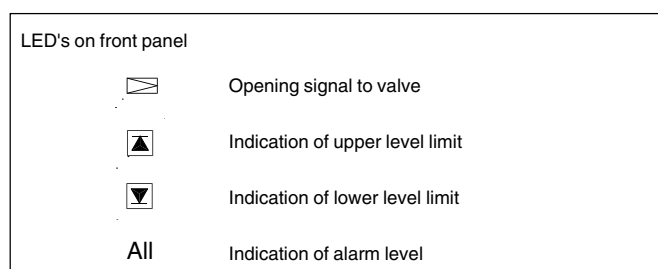 LED's on front panel
Opening signal to valve
Indication of upper level limit
Indication of lower level limit
All Indication of alarm level